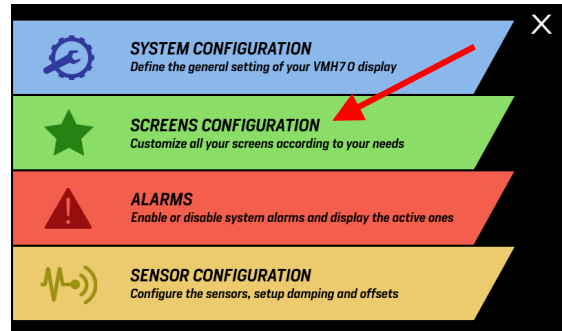 X
SYSTEM CONFIGURATION
Define the general setting of your VMH70 display
SCREENS CONFIGURATION
Customize all your screens according to your needs
ALARMS
Enable or disable system alarms and display the active ones
SENSOR CONFIGURATION
Configure the sensors, setup damping and offsets